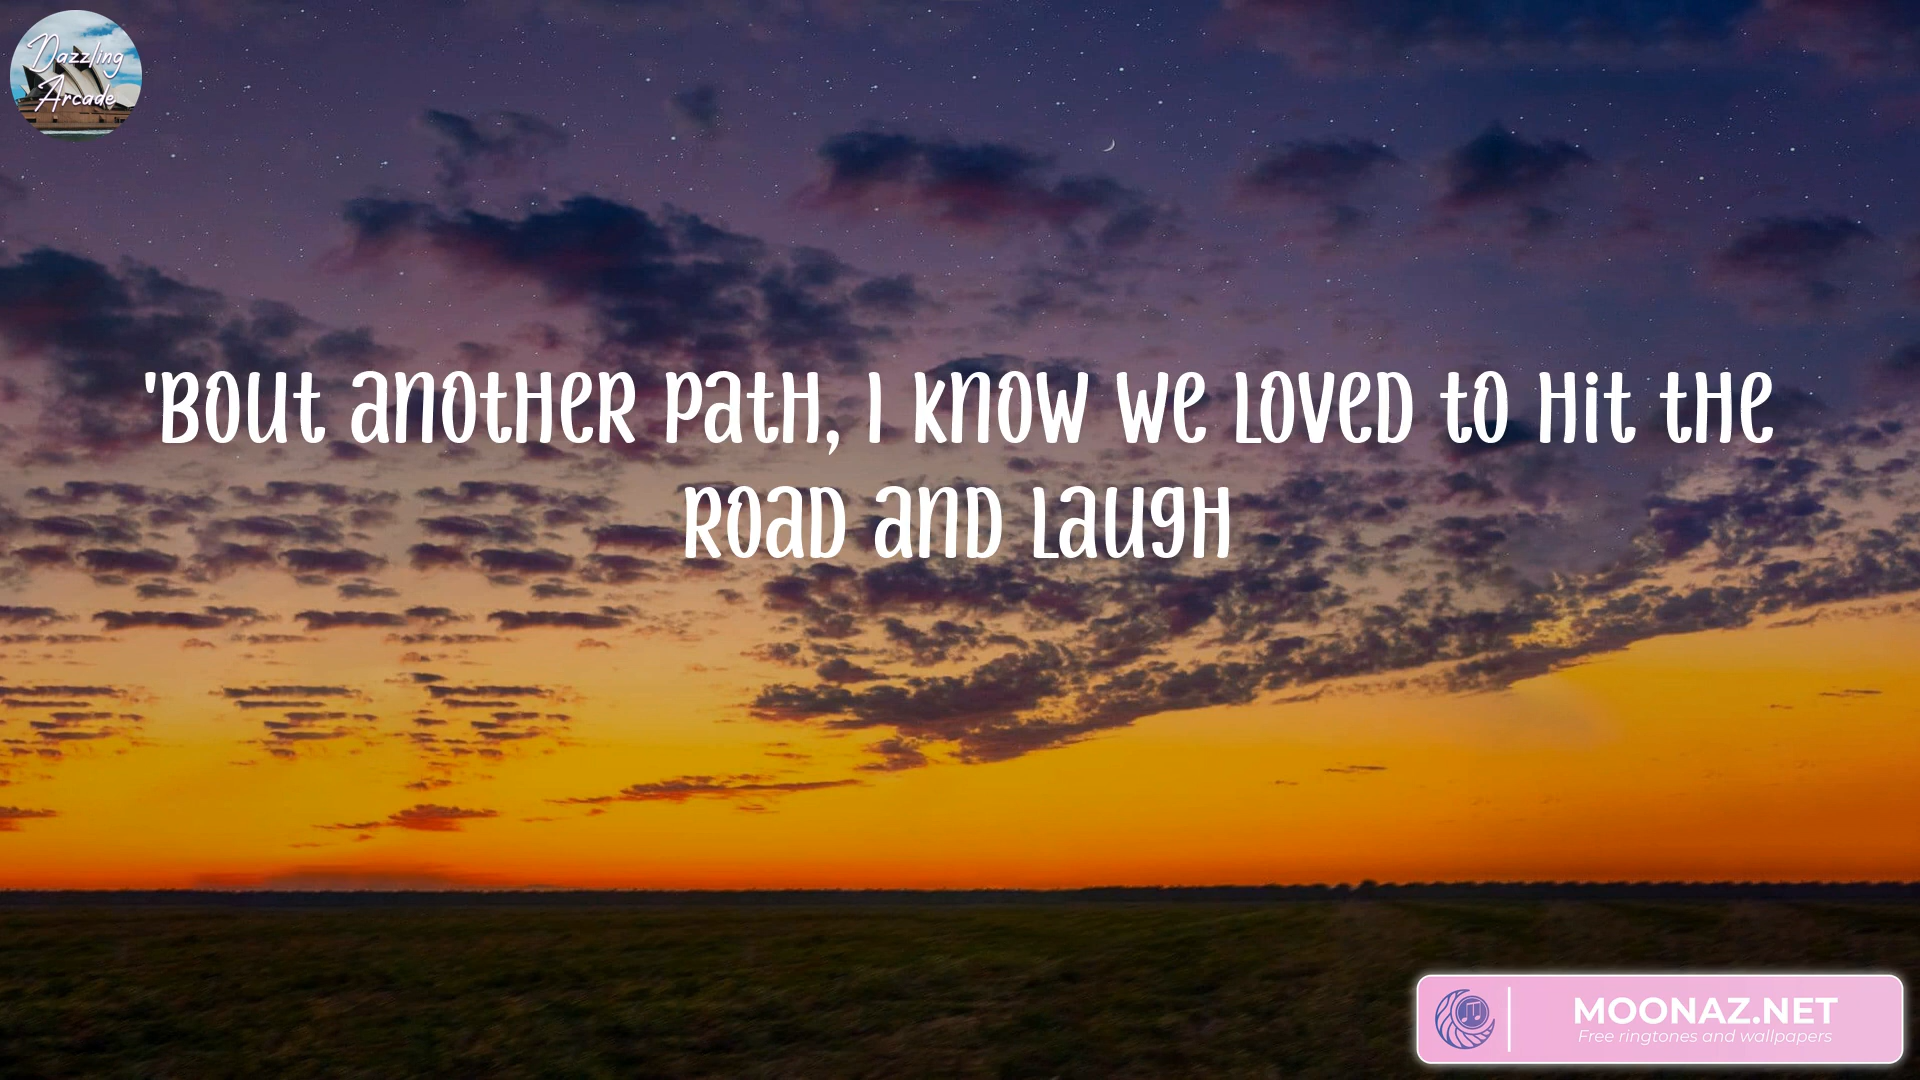 Dazzling
Arcade
'Bout another path, I know we loved to hit the
road and laugh
MOONAZ.NET
Free ringtones and wallpapers